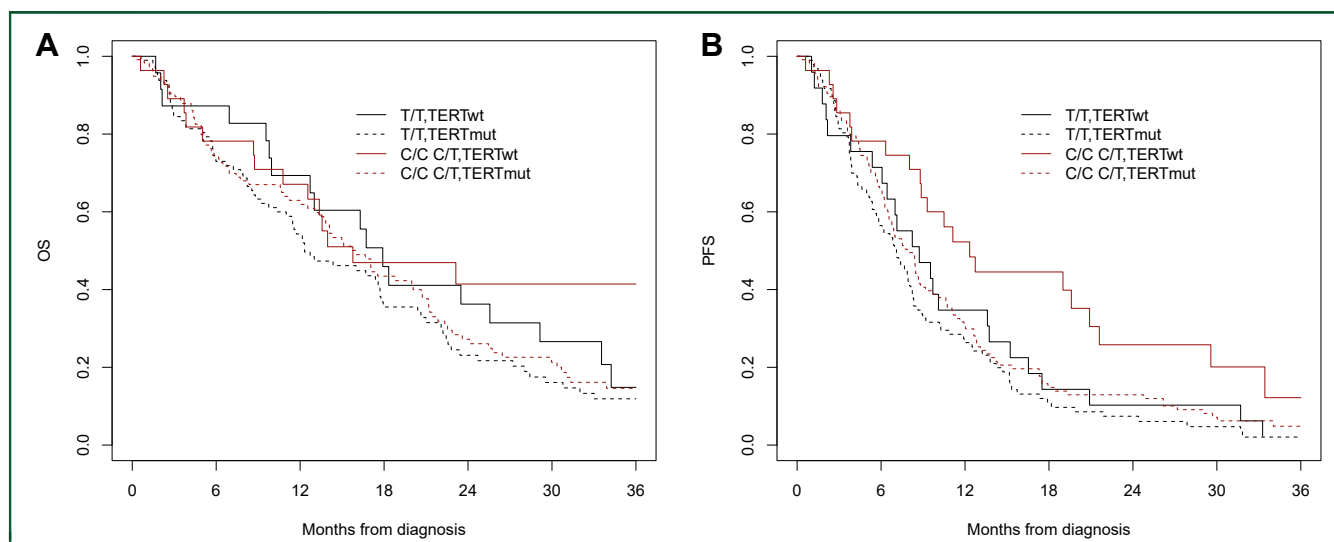 A
OS
1.0
0.8
0.6
0.4
0.2
0.0
T/T,TERTwt
T/T,TERTmut
C/C C/T,TERTwt
C/C C/T,TERTmut
0 6 12 18 24 30 36
Months from diagnosis
B
PFS
1.0
0.8
0.6
0.4
0.2
0.0
T/T,TERTwt
T/T,TERTmut
C/C C/T,TERTwt
C/C C/T,TERTmut
0 6 12 18 24 30 36
Months from diagnosis